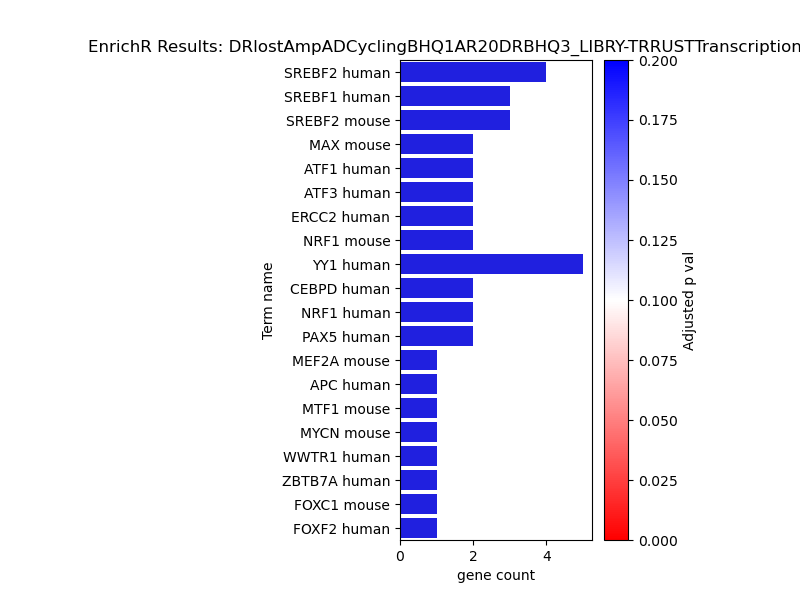 EnrichR Results: DRlostAmpADCyclingBHQ1AR20DRBHQ3_LIBRY-TRRUSTTranscription
SREBF2 human
SREBF1 human
SREBF2 mouse
MAX mouse
ATF1 human
ATF3 human
ERCC2 human
NRF1 mouse
YY1 human
CEBPD human
NRF1 human
PAX5 human
MEF2A mouse
APC human
MTF1 mouse
MYCN mouse
WWTR1 human
ZBTB7A human
FOXC1 mouse
FOXF2 human
Term name
0 2 4
gene count
0.200
0.175
0.150
0.125
0.100
0.075
0.050
0.025
0.000
Adjusted p val